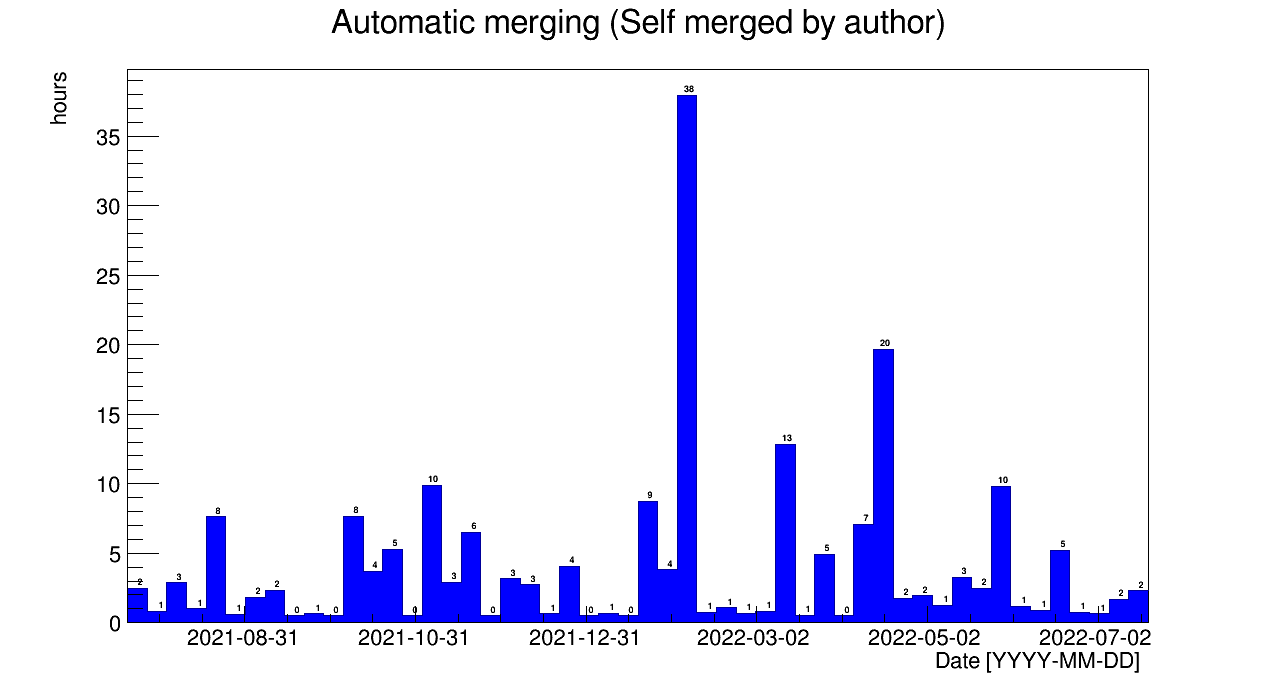 Automatic merging (Self merged by author)
hours
35
30
25
20
15
10
5
0
2 1 3 1 8 1 2 2 0 1 0 8 4 5 0 10 3 6 0 3 3 1 4 0 1 0 9 4 38 1 1 1 1 13 1 5 0 7 20 2 2 1 3 2 10 1 1 5 1 1 2 2
2021-08-31 2021-10-31 2021-12-31 2022-03-02 2022-05-02 2022-07-02
Date [YYYY-MM-DD]